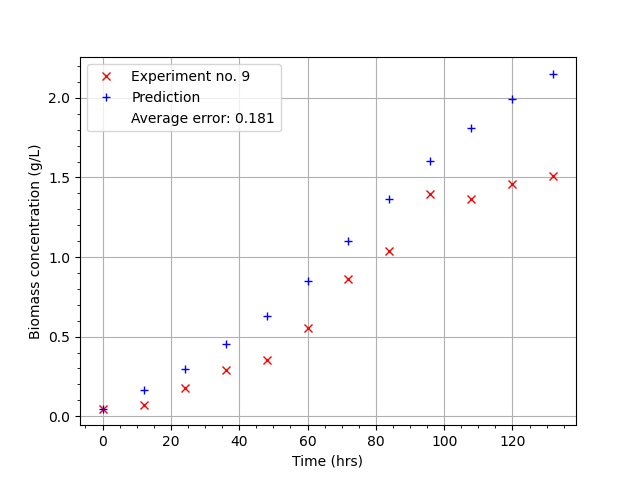 Experiment no. 9
Prediction
Average error: 0.181
Biomass concentration (g/L)
2.0
1.5
1.0
0.5
0.0
0 20 40 60 80 100 120
Time (hrs)